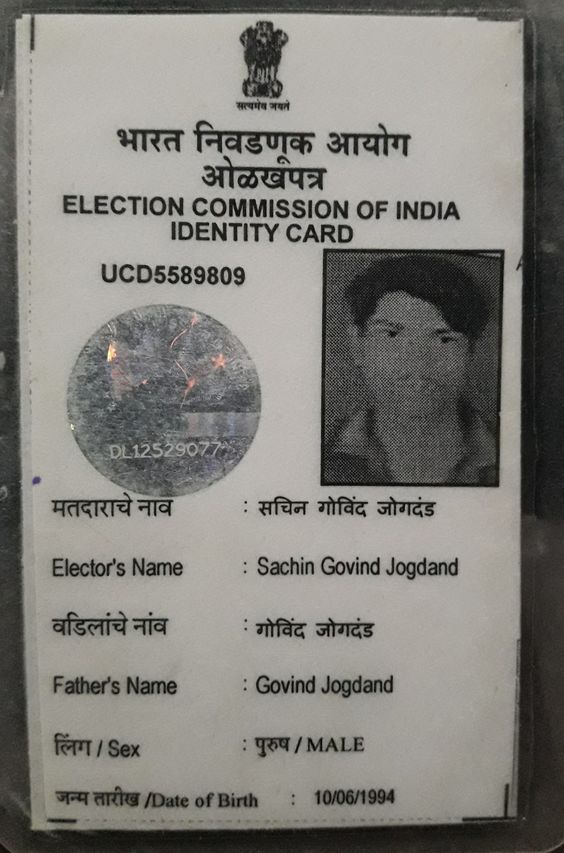 सत्यमेव जयते
भारत निवडणूक आयोग
ओळखपत्र
ELECTION COMMISSION OF INDIA
IDENTITY CARD
UCD5589809
DL12529077
मतदाराचे नाव : सचिन गोविंद जोगदंड
Elector's Name : Sachin Govind Jogdand
वडिलांचे नांव : गोविंद जोगदंड
Father's Name : Govind Jogdand
लिंग / Sex : पुरुष / MALE
जन्म तारीख /Date of Birth : 10/06/1994